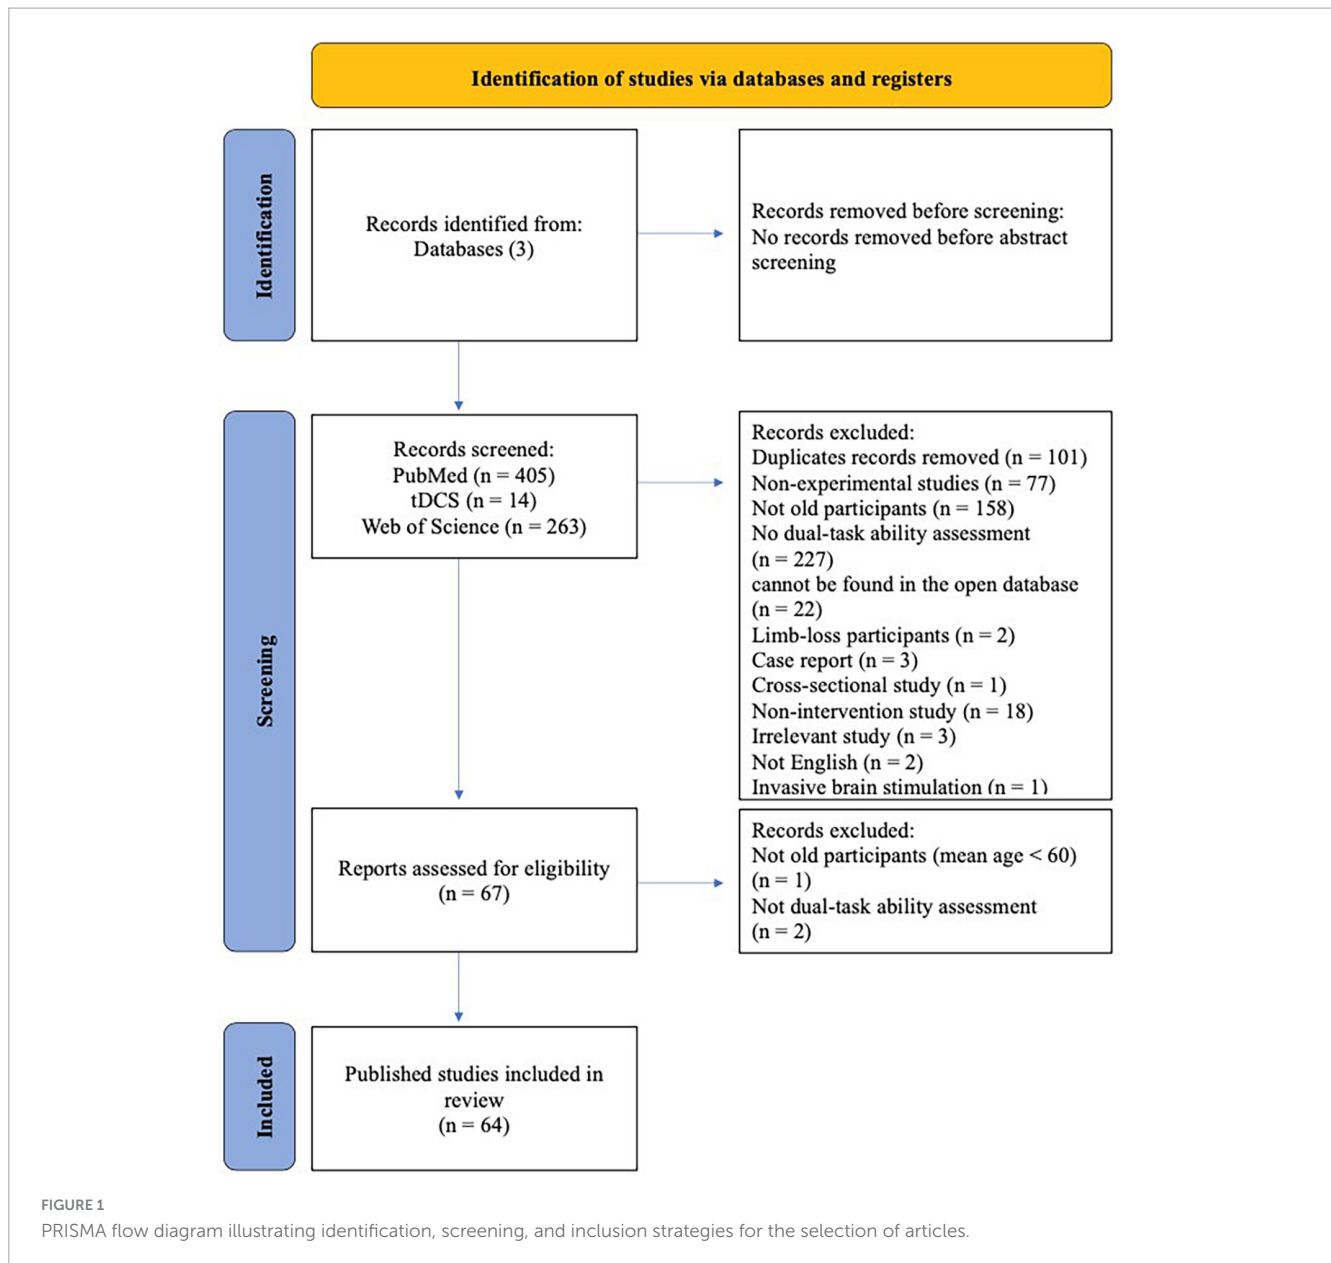 Identification of studies via databases and registers
Identification
Records identified from:
Databases (3)
Records removed before screening:
No records removed before abstract
screening
Screening
Records screened:
PubMed (n = 405)
tDCS (n = 14)
Web of Science (n = 263)
Records excluded:
Duplicates records removed (n = 101)
Non-experimental studies (n = 77)
Not old participants (n = 158)
No dual-task ability assessment
(n = 227)
cannot be found in the open database
(n = 22)
Limb-loss participants (n = 2)
Case report (n = 3)
Cross-sectional study (n = 1)
Non-intervention study (n = 18)
Irrelevant study (n = 3)
Not English (n = 2)
Invasive brain stimulation (n = 1)
Reports assessed for eligibility
(n = 67)
Records excluded:
Not old participants (mean age < 60)
(n = 1)
Not dual-task ability assessment
(n = 2)
Included
Published studies included in
review
(n = 64)
FIGURE 1
PRISMA flow diagram illustrating identification, screening, and inclusion strategies for the selection of articles.